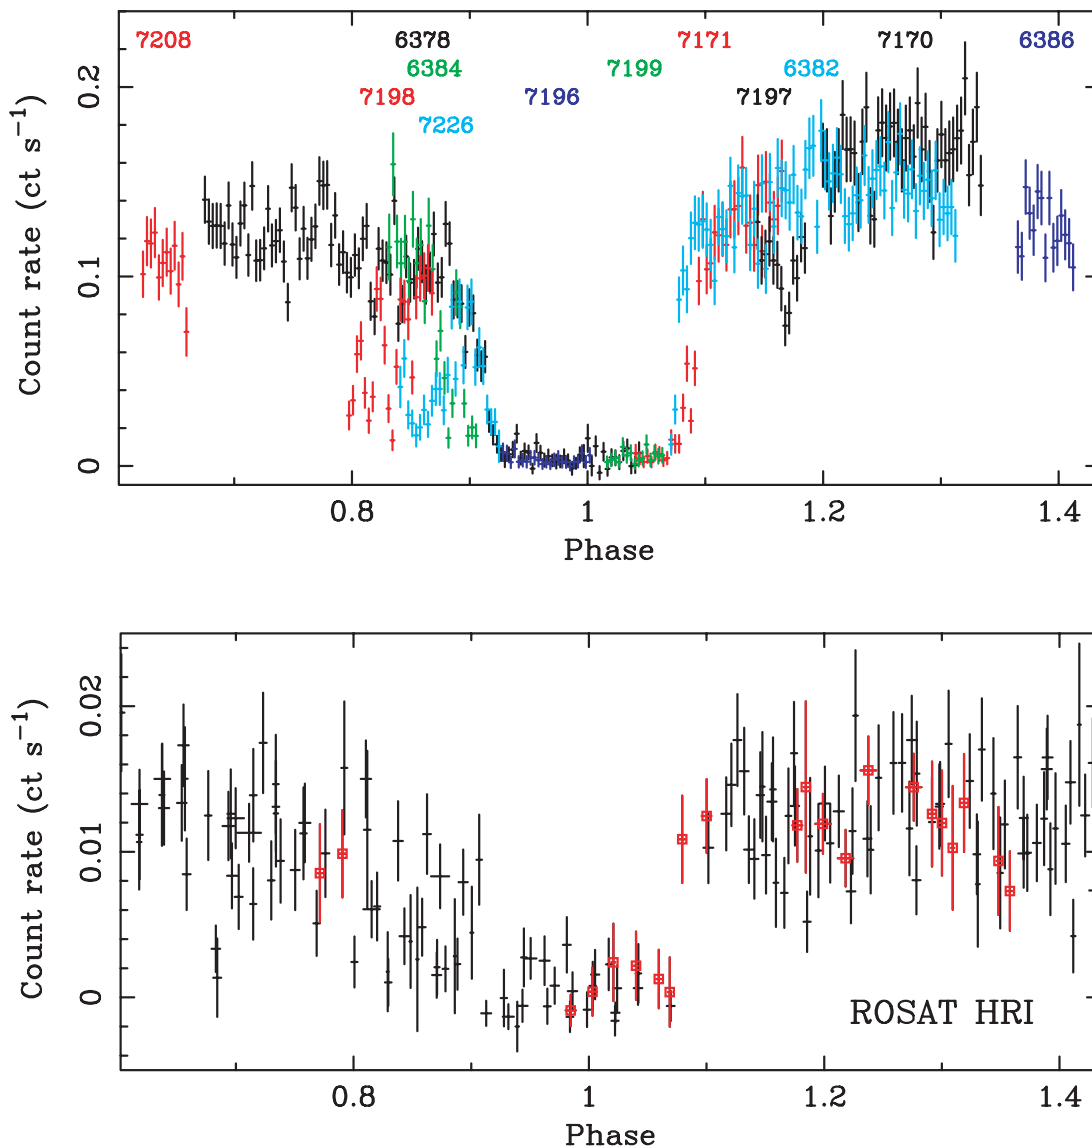 7208 6378 7171 7170 6386
6384 7199 6382
7198 7196 7197
7226
Count rate (ct s⁻¹)
0.2
0.1
0
0.8 1 1.2 1.4
Phase
Count rate (ct s⁻¹)
0.02
0.01
0
ROSAT HRI
0.8 1 1.2 1.4
Phase